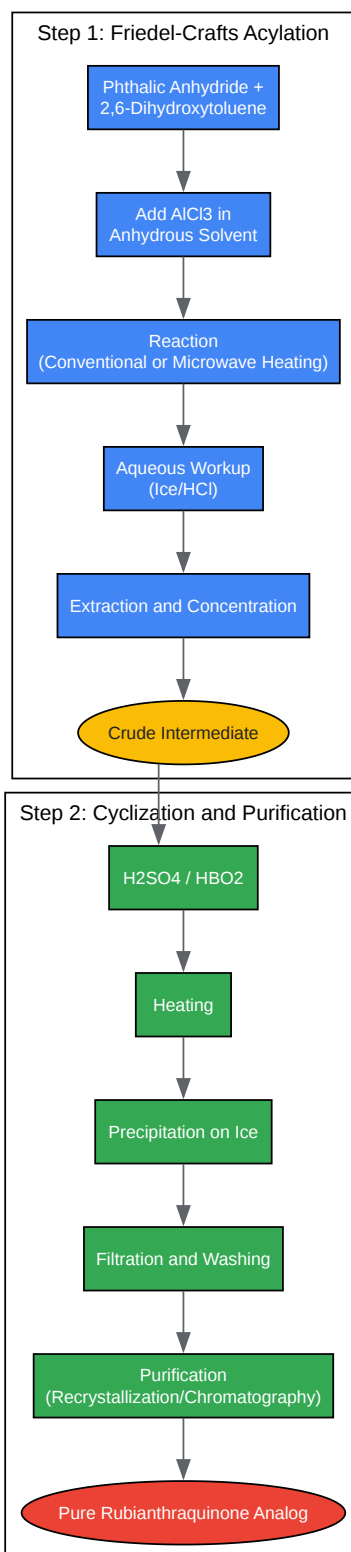 Step 1: Friedel-Crafts Acylation
Phthalic Anhydride +
2,6-Dihydroxytoluene
Add AlCl3 in
Anhydrous Solvent
Reaction
(Conventional or Microwave Heating)
Aqueous Workup
(Ice/HCl)
Extraction and Concentration
Crude Intermediate
Step 2: Cyclization and Purification
H2SO4 / HBO2
Heating
Precipitation on Ice
Filtration and Washing
Purification
(Recrystallization/Chromatography)
Pure Rubianthraquinone Analog